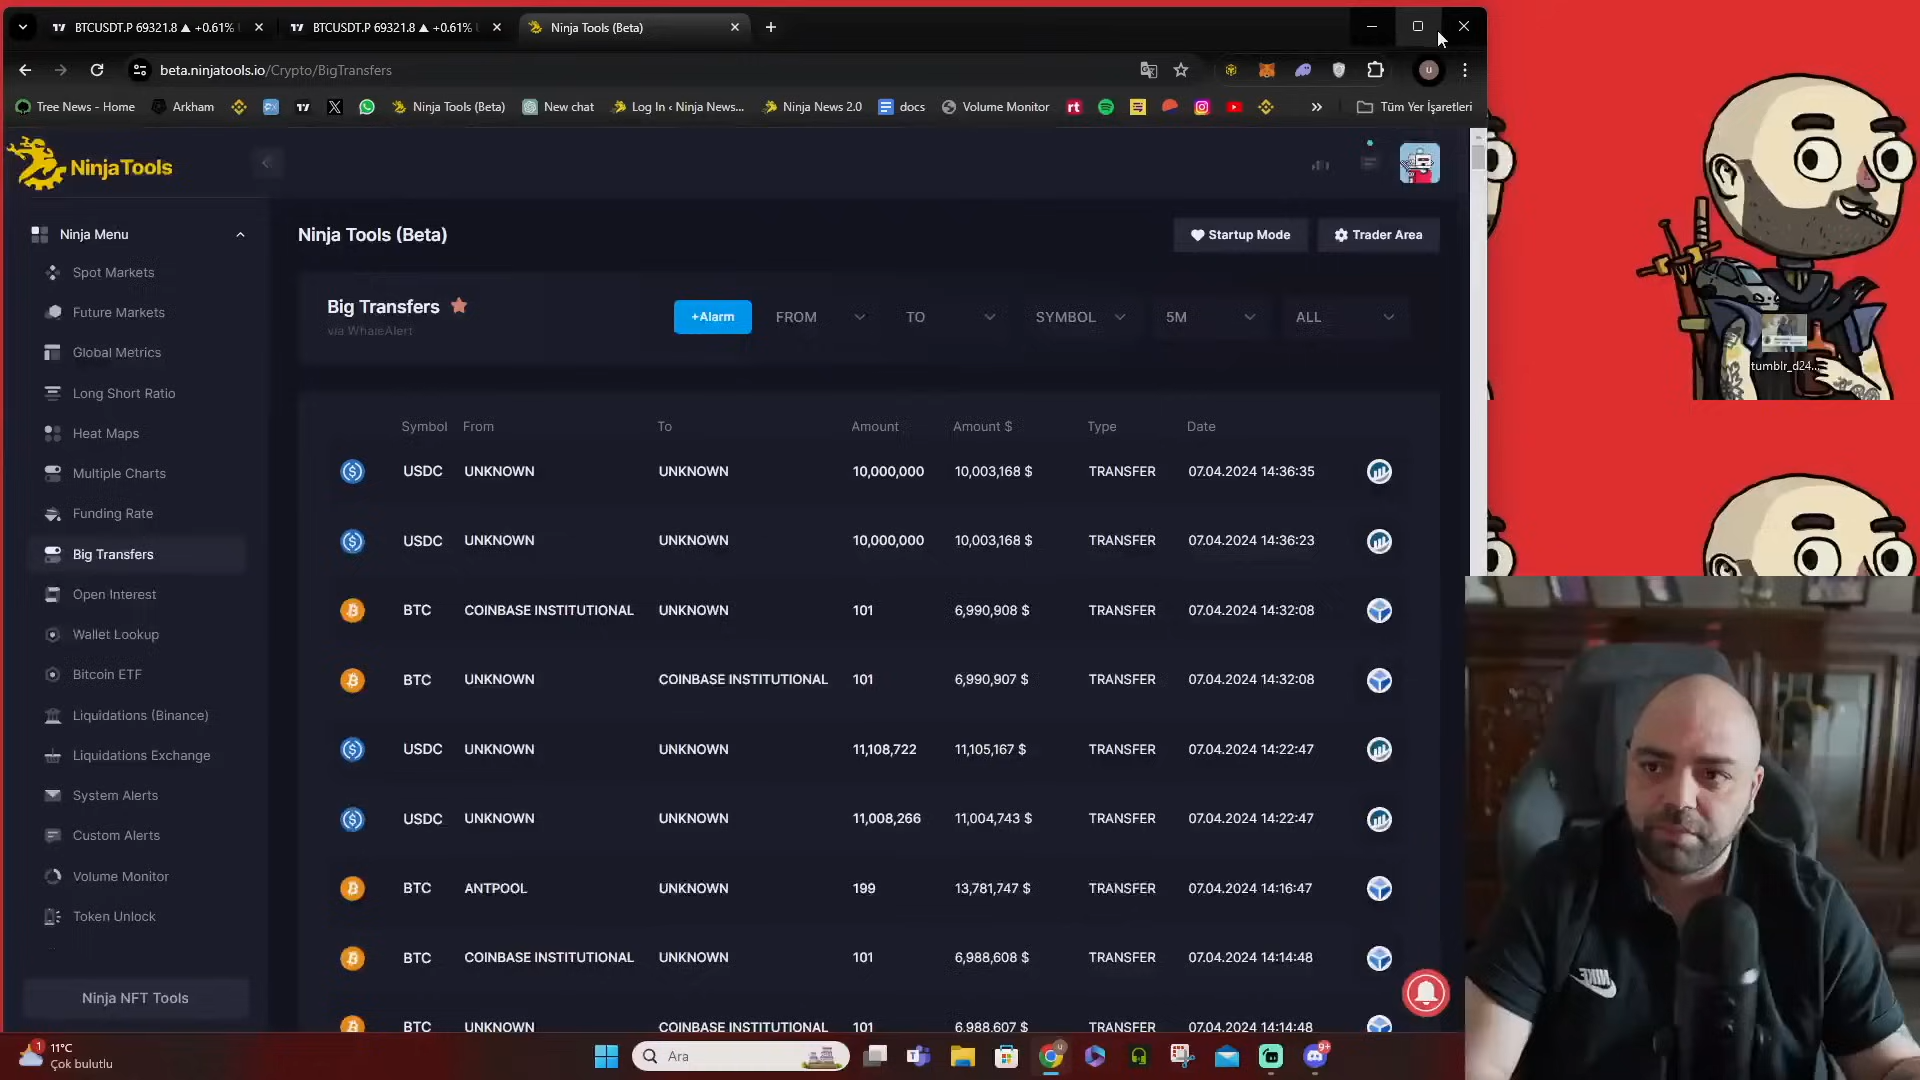 BTCUSDT.P 69321.8 ▲ +0.61%
BTCUSDT.P 69321.8 ▲ +0.61%
Ninja Tools (Beta)
beta.ninjatools.io/Crypto/BigTransfers
Tree News - Home
Arkham
Ninja Tools (Beta)
New chat
Log In ‹ Ninja News...
Ninja News 2.0
docs
Volume Monitor
Tüm Yer İşaretleri
NinjaTools
Ninja Menu
Spot Markets
Future Markets
Global Metrics
Long Short Ratio
Heat Maps
Multiple Charts
Funding Rate
Big Transfers
Open Interest
Wallet Lookup
Bitcoin ETF
Liquidations (Binance)
Liquidations Exchange
System Alerts
Custom Alerts
Volume Monitor
Token Unlock
Ninja NFT Tools
Ninja Tools (Beta)
Startup Mode
Trader Area
Big Transfers
via WhaleAlert
+Alarm
FROM
TO
SYMBOL
5M
ALL
Symbol From To Amount Amount $ Type Date
USDC UNKNOWN UNKNOWN 10,000,000 10,003,168 $ TRANSFER 07.04.2024 14:36:35
USDC UNKNOWN UNKNOWN 10,000,000 10,003,168 $ TRANSFER 07.04.2024 14:36:23
BTC COINBASE INSTITUTIONAL UNKNOWN 101 6,990,908 $ TRANSFER 07.04.2024 14:32:08
BTC UNKNOWN COINBASE INSTITUTIONAL 101 6,990,907 $ TRANSFER 07.04.2024 14:32:08
USDC UNKNOWN UNKNOWN 11,108,722 11,105,167 $ TRANSFER 07.04.2024 14:22:47
USDC UNKNOWN UNKNOWN 11,008,266 11,004,743 $ TRANSFER 07.04.2024 14:22:47
BTC ANTPOOL UNKNOWN 199 13,781,747 $ TRANSFER 07.04.2024 14:16:47
BTC COINBASE INSTITUTIONAL UNKNOWN 101 6,988,608 $ TRANSFER 07.04.2024 14:14:48
BTC UNKNOWN COINBASE INSTITUTIONAL 101 6,988,607 $ TRANSFER 07.04.2024 14:14:48
tumblr_d24...
NIKE
1
11°C
Çok bulutlu
Ara
9+